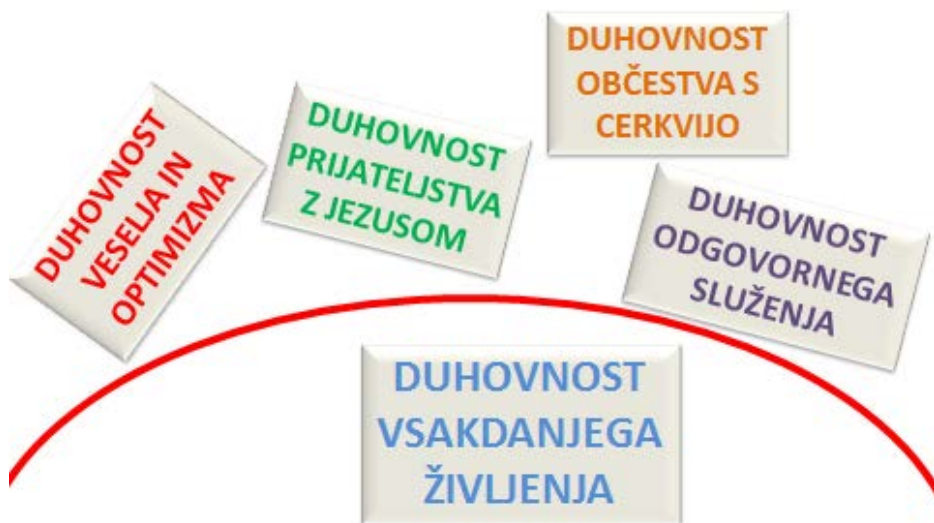 DUHOVNOST
VESELJA IN
OPTIMIZMA
DUHOVNOST
PRIJATELJSTVA
Z JEZUSOM
DUHOVNOST
OBČESTVA S
CERKVIJO
DUHOVNOST
ODGOVORNEGA
SLUŽENJA
DUHOVNOST
VSAKDANJEGA
ŽIVLJENJA